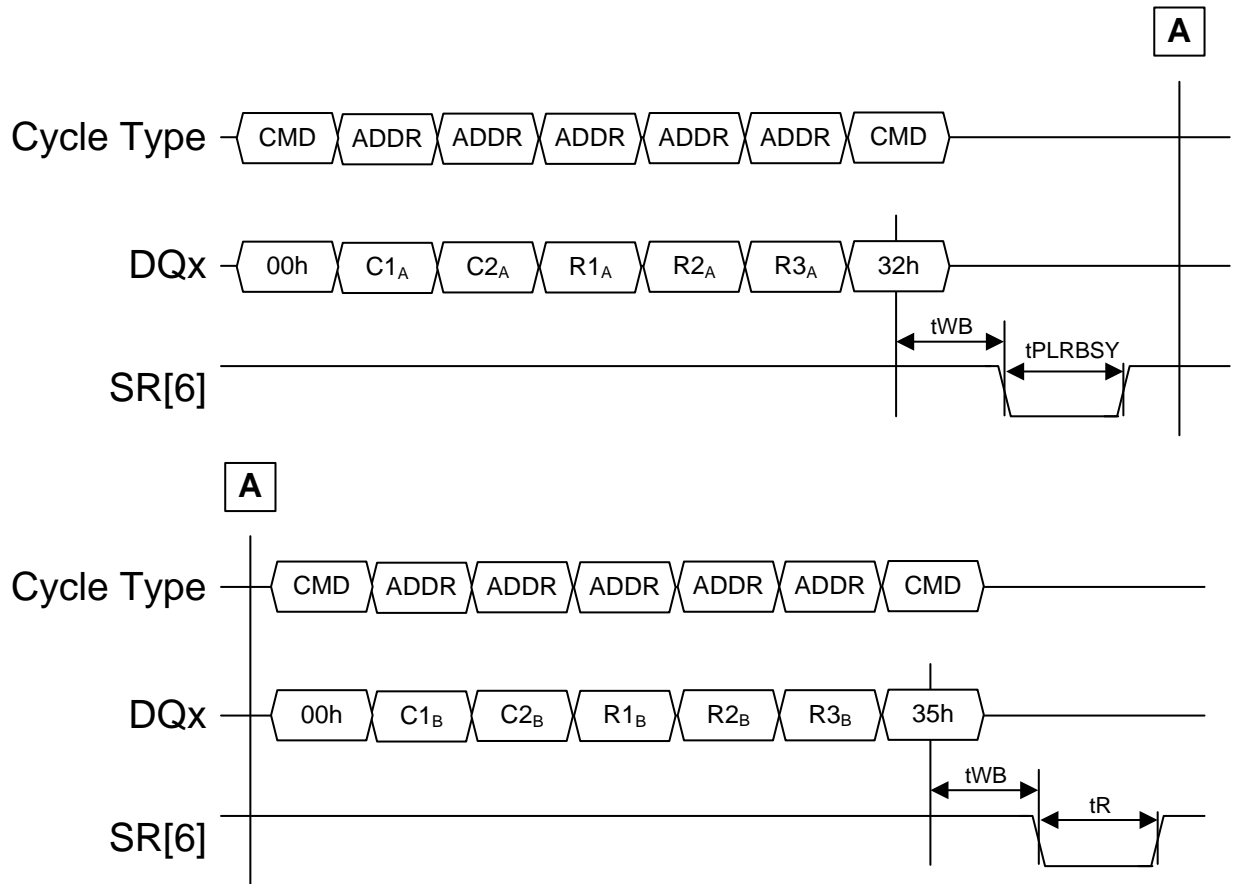 A
Cycle Type CMD ADDR ADDR ADDR ADDR ADDR CMD
DQx 00h C1A C2A R1A R2A R3A 32h
tWB tPLRBSY
SR[6]
A
Cycle Type CMD ADDR ADDR ADDR ADDR ADDR CMD
DQx 00h C1B C2B R1B R2B R3B 35h
tWB tR
SR[6]